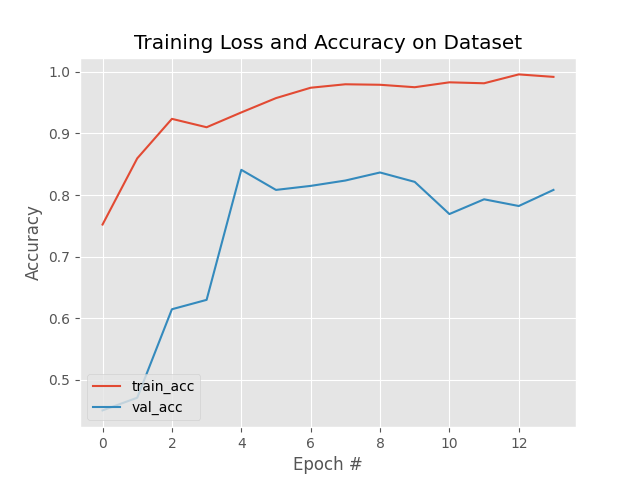 Training Loss and Accuracy on Dataset
1.0
0.9
0.8
0.7
0.6
0.5
Accuracy
train_acc
val_acc
0 2 4 6 8 10 12
Epoch #